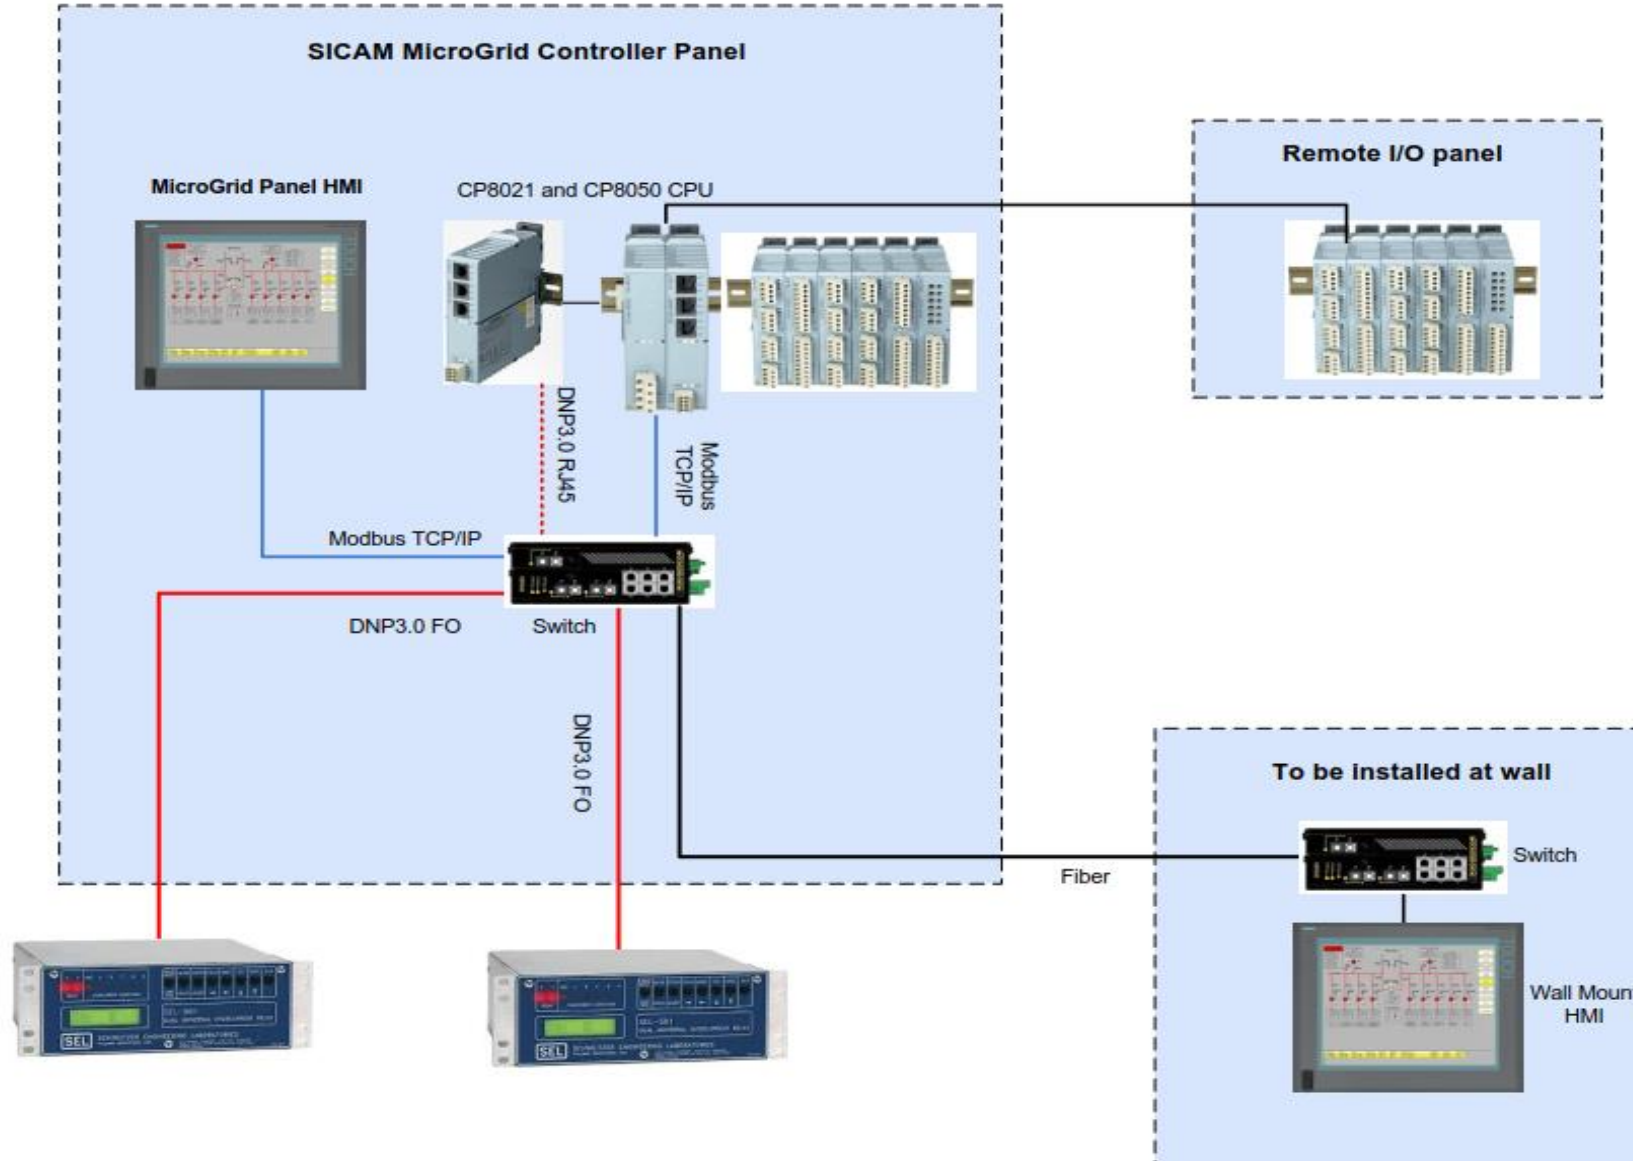 SICAM MicroGrid Controller Panel
Remote I/O panel
MicroGrid Panel HMI
CP8021 and CP8050 CPU
DNP3.0 RJ45
Modbus
TCP/IP
Modbus TCP/IP
DNP3.0 FO
Switch
DNP3.0 FO
To be installed at wall
Switch
Fiber
Wall Moun
HMI
SEL
SEL